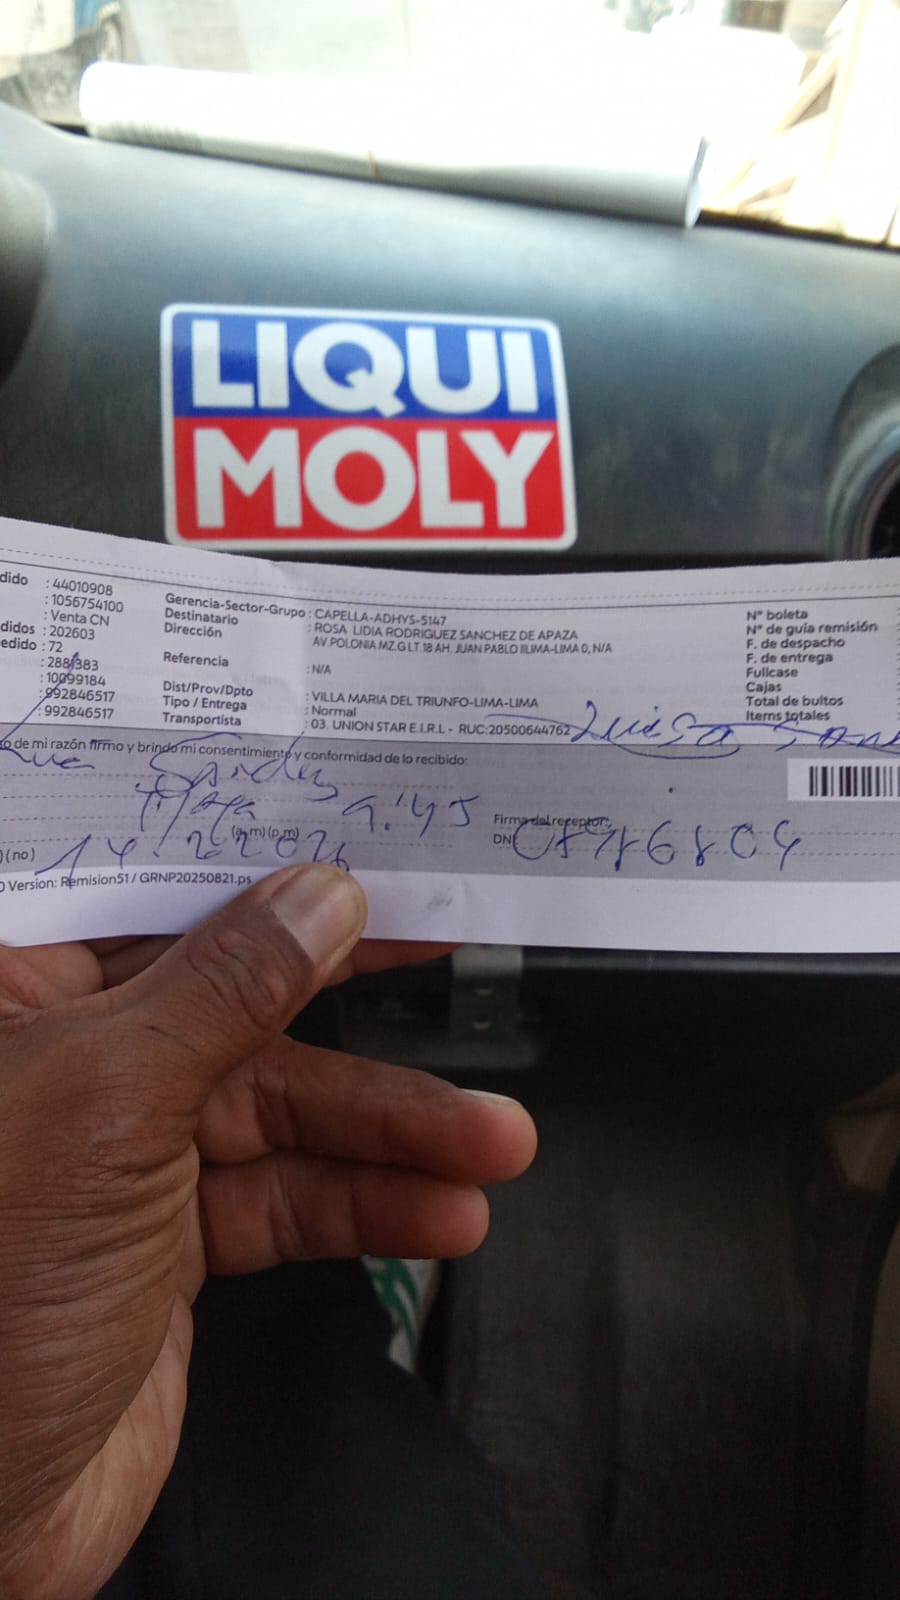 LIQUI
MOLY
dido : 44010908
: 1056754100
: Venta CN
didos : 202603
edido : 72
: 2881383
: 10099184
: 992846517
: 992846517
Gerencia-Sector-Grupo : CAPELLA-ADHYS-5147
Destinatario : ROSA LIDIA RODRIGUEZ SANCHEZ DE APAZA
Dirección AV POLONIA MZ.G LT.18 AH. JUAN PABLO IILIMA-LIMA 0, N/A
Referencia : N/A
Dist/Prov/Dpto : VILLA MARIA DEL TRIUNFO-LIMA-LIMA
Tipo / Entrega : Normal
Transportista : 03. UNION STAR E.I.R.L - RUC:20500644762
N° boleta
N° de guía remisión
F. de despacho
F. de entrega
Fullcase
Cajas
Total de bultos
Items totales
so de mi razón firmo y brindo mi consentimiento y conformidad de lo recibido:
9:45
Firma del receptor:
(a.m) (p.m)
DNI
) (no)
O Version: Remision51 / GRNP20250821.ps